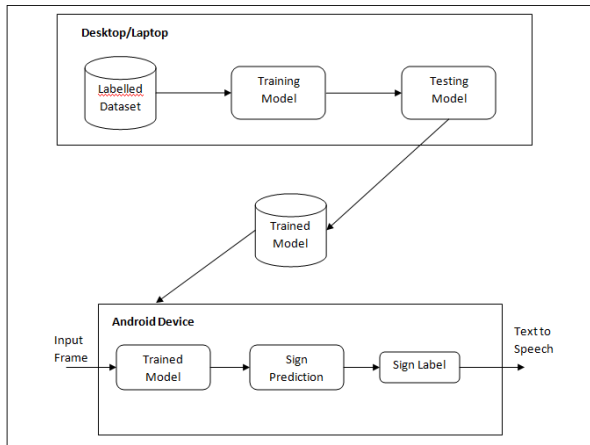 Desktop/Laptop
Labelled
Dataset
Training
Model
Testing
Model
Trained
Model
Android Device
Input
Frame
Trained
Model
Sign
Prediction
Sign Label
Text to
Speech